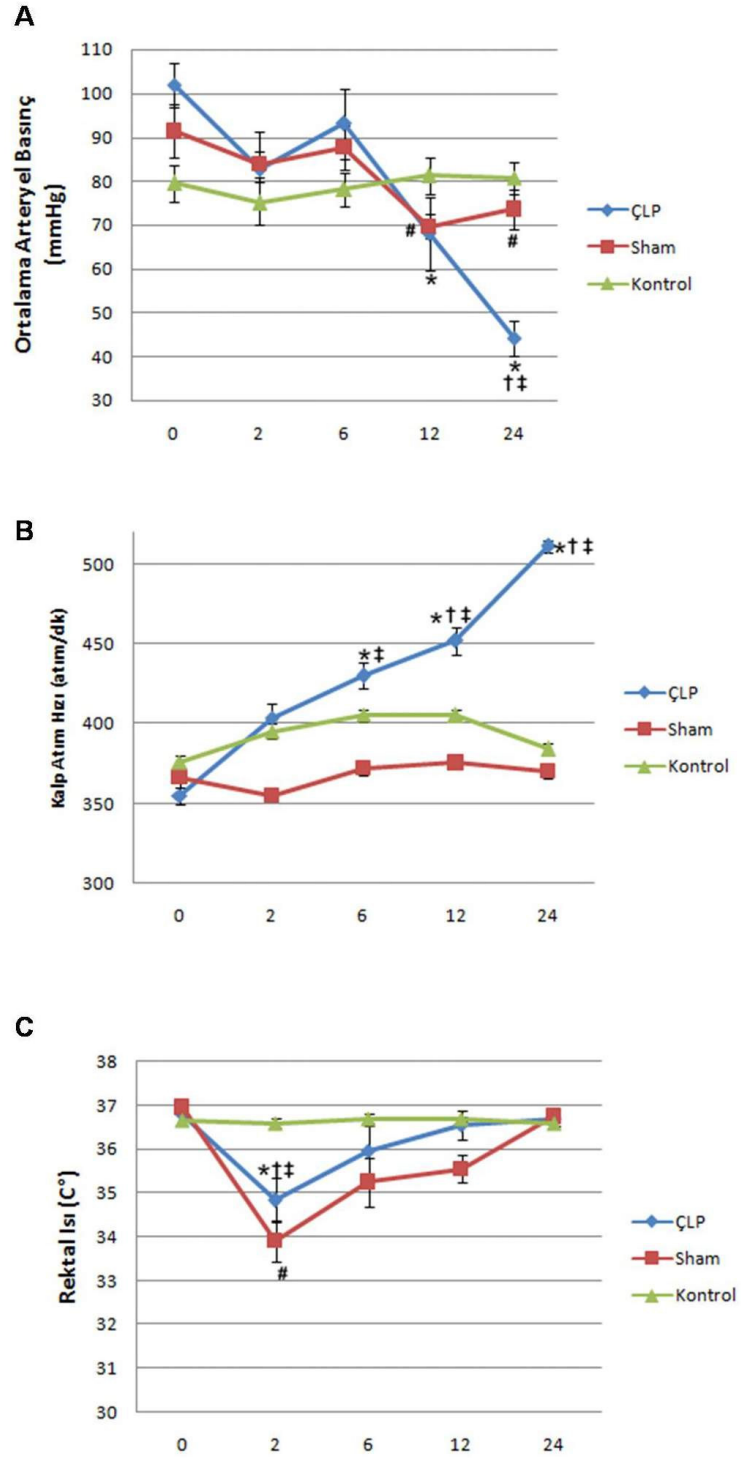 A
Ortalama Arteryel Basınç
(mmHg)
110
100
90
80
70
60
50
40
30
#
*
#
*
†‡
0 2 6 12 24
ÇLP
Sham
Kontrol
B
Kalp Atım Hızı (atım/dk)
500
450
400
350
300
*‡
*†‡
*†‡
0 2 6 12 24
ÇLP
Sham
Kontrol
C
Rektal Isı (C°)
38
37
36
35
34
33
32
31
30
*†‡
#
0 2 6 12 24
ÇLP
Sham
Kontrol